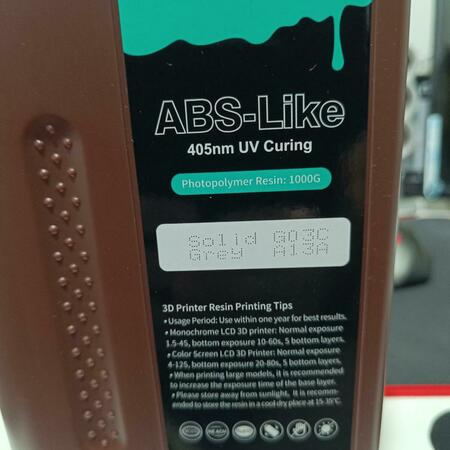 ABS-Like
405nm UV Curing
Photopolymer Resin: 1000G
Solid G03C
Grey A13A
3D Printer Resin Printing Tips
•Usage Period: Use within one year for best results.
•Monochrome LCD 3D printer: Normal exposure
1.5-4S, bottom exposure 10-60s, 5 bottom layers.
•Color Screen LCD 3D Printer: Normal exposure
4-12S, bottom exposure 20-80s, 5 bottom layers.
•When printing large models, it is recommended
to increase the exposure time of the base layer.
•Please store away from sunlight, It is recomm-
ended to store the resin in a cool dry place at 15-35°C.
REACH